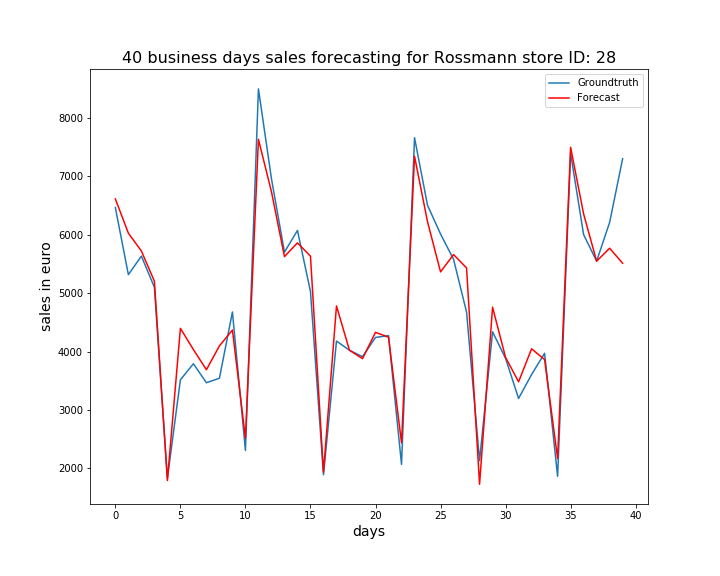 40 business days sales forecasting for Rossmann store ID: 28
Groundtruth
Forecast
sales in euro
8000
7000
6000
5000
4000
3000
2000
0 5 10 15 20 25 30 35 40
days